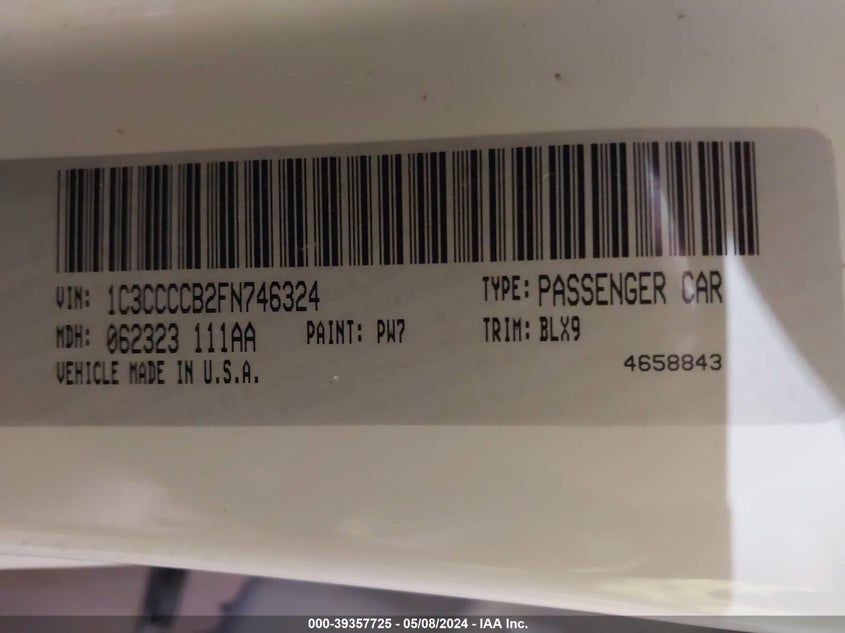 VIN: 1C3CCCCB2FN746324 TYPE: PASSENGER CAR
MDH: 062323 111AA PAINT: PW7 TRIM: BLX9
VEHICLE MADE IN U.S.A. 4658843
000-39357725 - 05/08/2024 - IAA Inc.